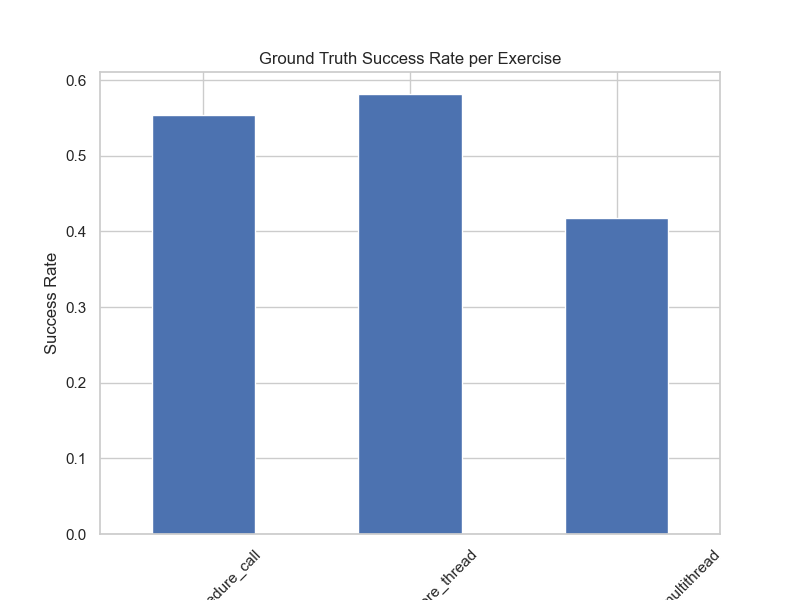 Ground Truth Success Rate per Exercise
0.6
0.5
0.4
0.3
0.2
0.1
0.0
Success Rate
edure_call
re_thread
ultithread